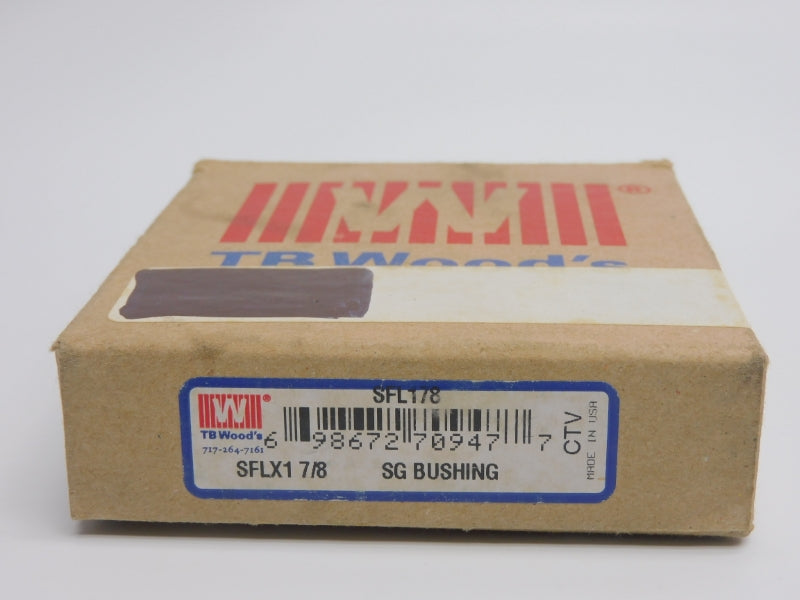 W ®
TB Wood's
SFL178
W ®
TB Wood's
717-264-7161
6 98672 70947 7
CTV
MADE IN USA
SFLX1 7/8 SG BUSHING